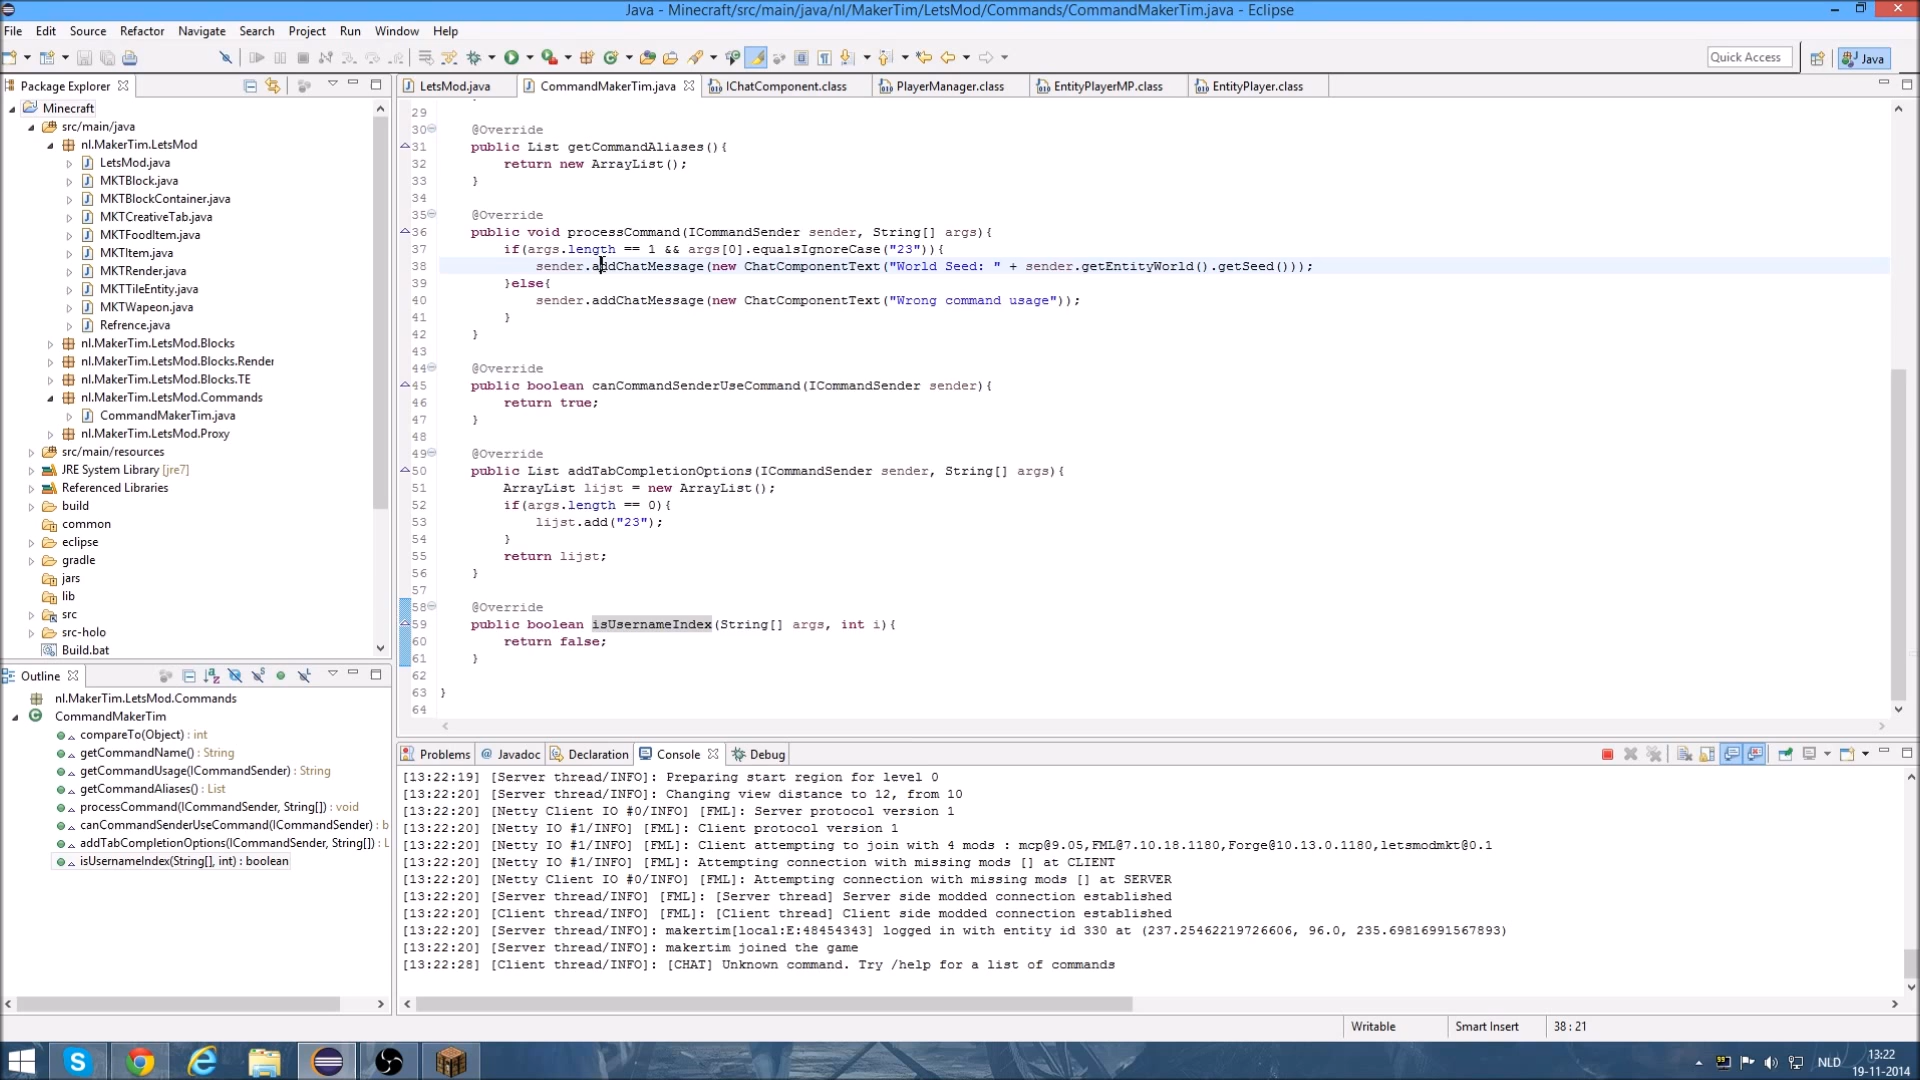 Java - Minecraft/src/main/java/nl/MakerTim/LetsMod/Commands/CommandMakerTim.java - Eclipse
File Edit Source Refactor Navigate Search Project Run Window Help
Quick Access Java
Package Explorer
LetsMod.java CommandMakerTim.java IChatComponent.class PlayerManager.class EntityPlayerMP.class EntityPlayer.class
Minecraft
src/main/java
nl.MakerTim.LetsMod
LetsMod.java
MKTBlock.java
MKTBlockContainer.java
MKTCreativeTab.java
MKTFoodItem.java
MKTItem.java
MKTRender.java
MKTTileEntity.java
MKTWapeon.java
Refrence.java
nl.MakerTim.LetsMod.Blocks
nl.MakerTim.LetsMod.Blocks.Render
nl.MakerTim.LetsMod.Blocks.TE
nl.MakerTim.LetsMod.Commands
CommandMakerTim.java
nl.MakerTim.LetsMod.Proxy
src/main/resources
JRE System Library [jre7]
Referenced Libraries
build
common
eclipse
gradle
jars
lib
src
src-holo
Build.bat
29
30 @Override
31 public List getCommandAliases(){
32 return new ArrayList();
33 }
34
35 @Override
36 public void processCommand(ICommandSender sender, String[] args){
37 if(args.length == 1 && args[0].equalsIgnoreCase("23")){
38 sender.addChatMessage(new ChatComponentText("World Seed: " + sender.getEntityWorld().getSeed()));
39 }else{
40 sender.addChatMessage(new ChatComponentText("Wrong command usage"));
41 }
42 }
43
44 @Override
45 public boolean canCommandSenderUseCommand(ICommandSender sender){
46 return true;
47 }
48
49 @Override
50 public List addTabCompletionOptions(ICommandSender sender, String[] args){
51 ArrayList lijst = new ArrayList();
52 if(args.length == 0){
53 lijst.add("23");
54 }
55 return lijst;
56 }
57
58 @Override
59 public boolean isUsernameIndex(String[] args, int i){
60 return false;
61 }
62
63 }
64
Outline
nl.MakerTim.LetsMod.Commands
CommandMakerTim
compareTo(Object) : int
getCommandName() : String
getCommandUsage(ICommandSender) : String
getCommandAliases() : List
processCommand(ICommandSender, String[]) : void
canCommandSenderUseCommand(ICommandSender) : b
addTabCompletionOptions(ICommandSender, String[]) : L
isUsernameIndex(String[], int) : boolean
Problems @ Javadoc Declaration Console Debug
[13:22:19] [Server thread/INFO]: Preparing start region for level 0
[13:22:20] [Server thread/INFO]: Changing view distance to 12, from 10
[13:22:20] [Netty Client IO #0/INFO] [FML]: Server protocol version 1
[13:22:20] [Netty IO #1/INFO] [FML]: Client protocol version 1
[13:22:20] [Netty IO #1/INFO] [FML]: Client attempting to join with 4 mods : mcp@9.05,FML@7.10.18.1180,Forge@10.13.0.1180,letsmodmkt@0.1
[13:22:20] [Netty IO #1/INFO] [FML]: Attempting connection with missing mods [] at CLIENT
[13:22:20] [Netty Client IO #0/INFO] [FML]: Attempting connection with missing mods [] at SERVER
[13:22:20] [Server thread/INFO] [FML]: [Server thread] Server side modded connection established
[13:22:20] [Client thread/INFO] [FML]: [Client thread] Client side modded connection established
[13:22:20] [Server thread/INFO]: makertim[local:E:48454343] logged in with entity id 330 at (237.25462219726606, 96.0, 235.69816991567893)
[13:22:20] [Server thread/INFO]: makertim joined the game
[13:22:28] [Client thread/INFO]: [CHAT] Unknown command. Try /help for a list of commands
Writable Smart Insert 38 : 21
NLD
13:22
19-11-2014